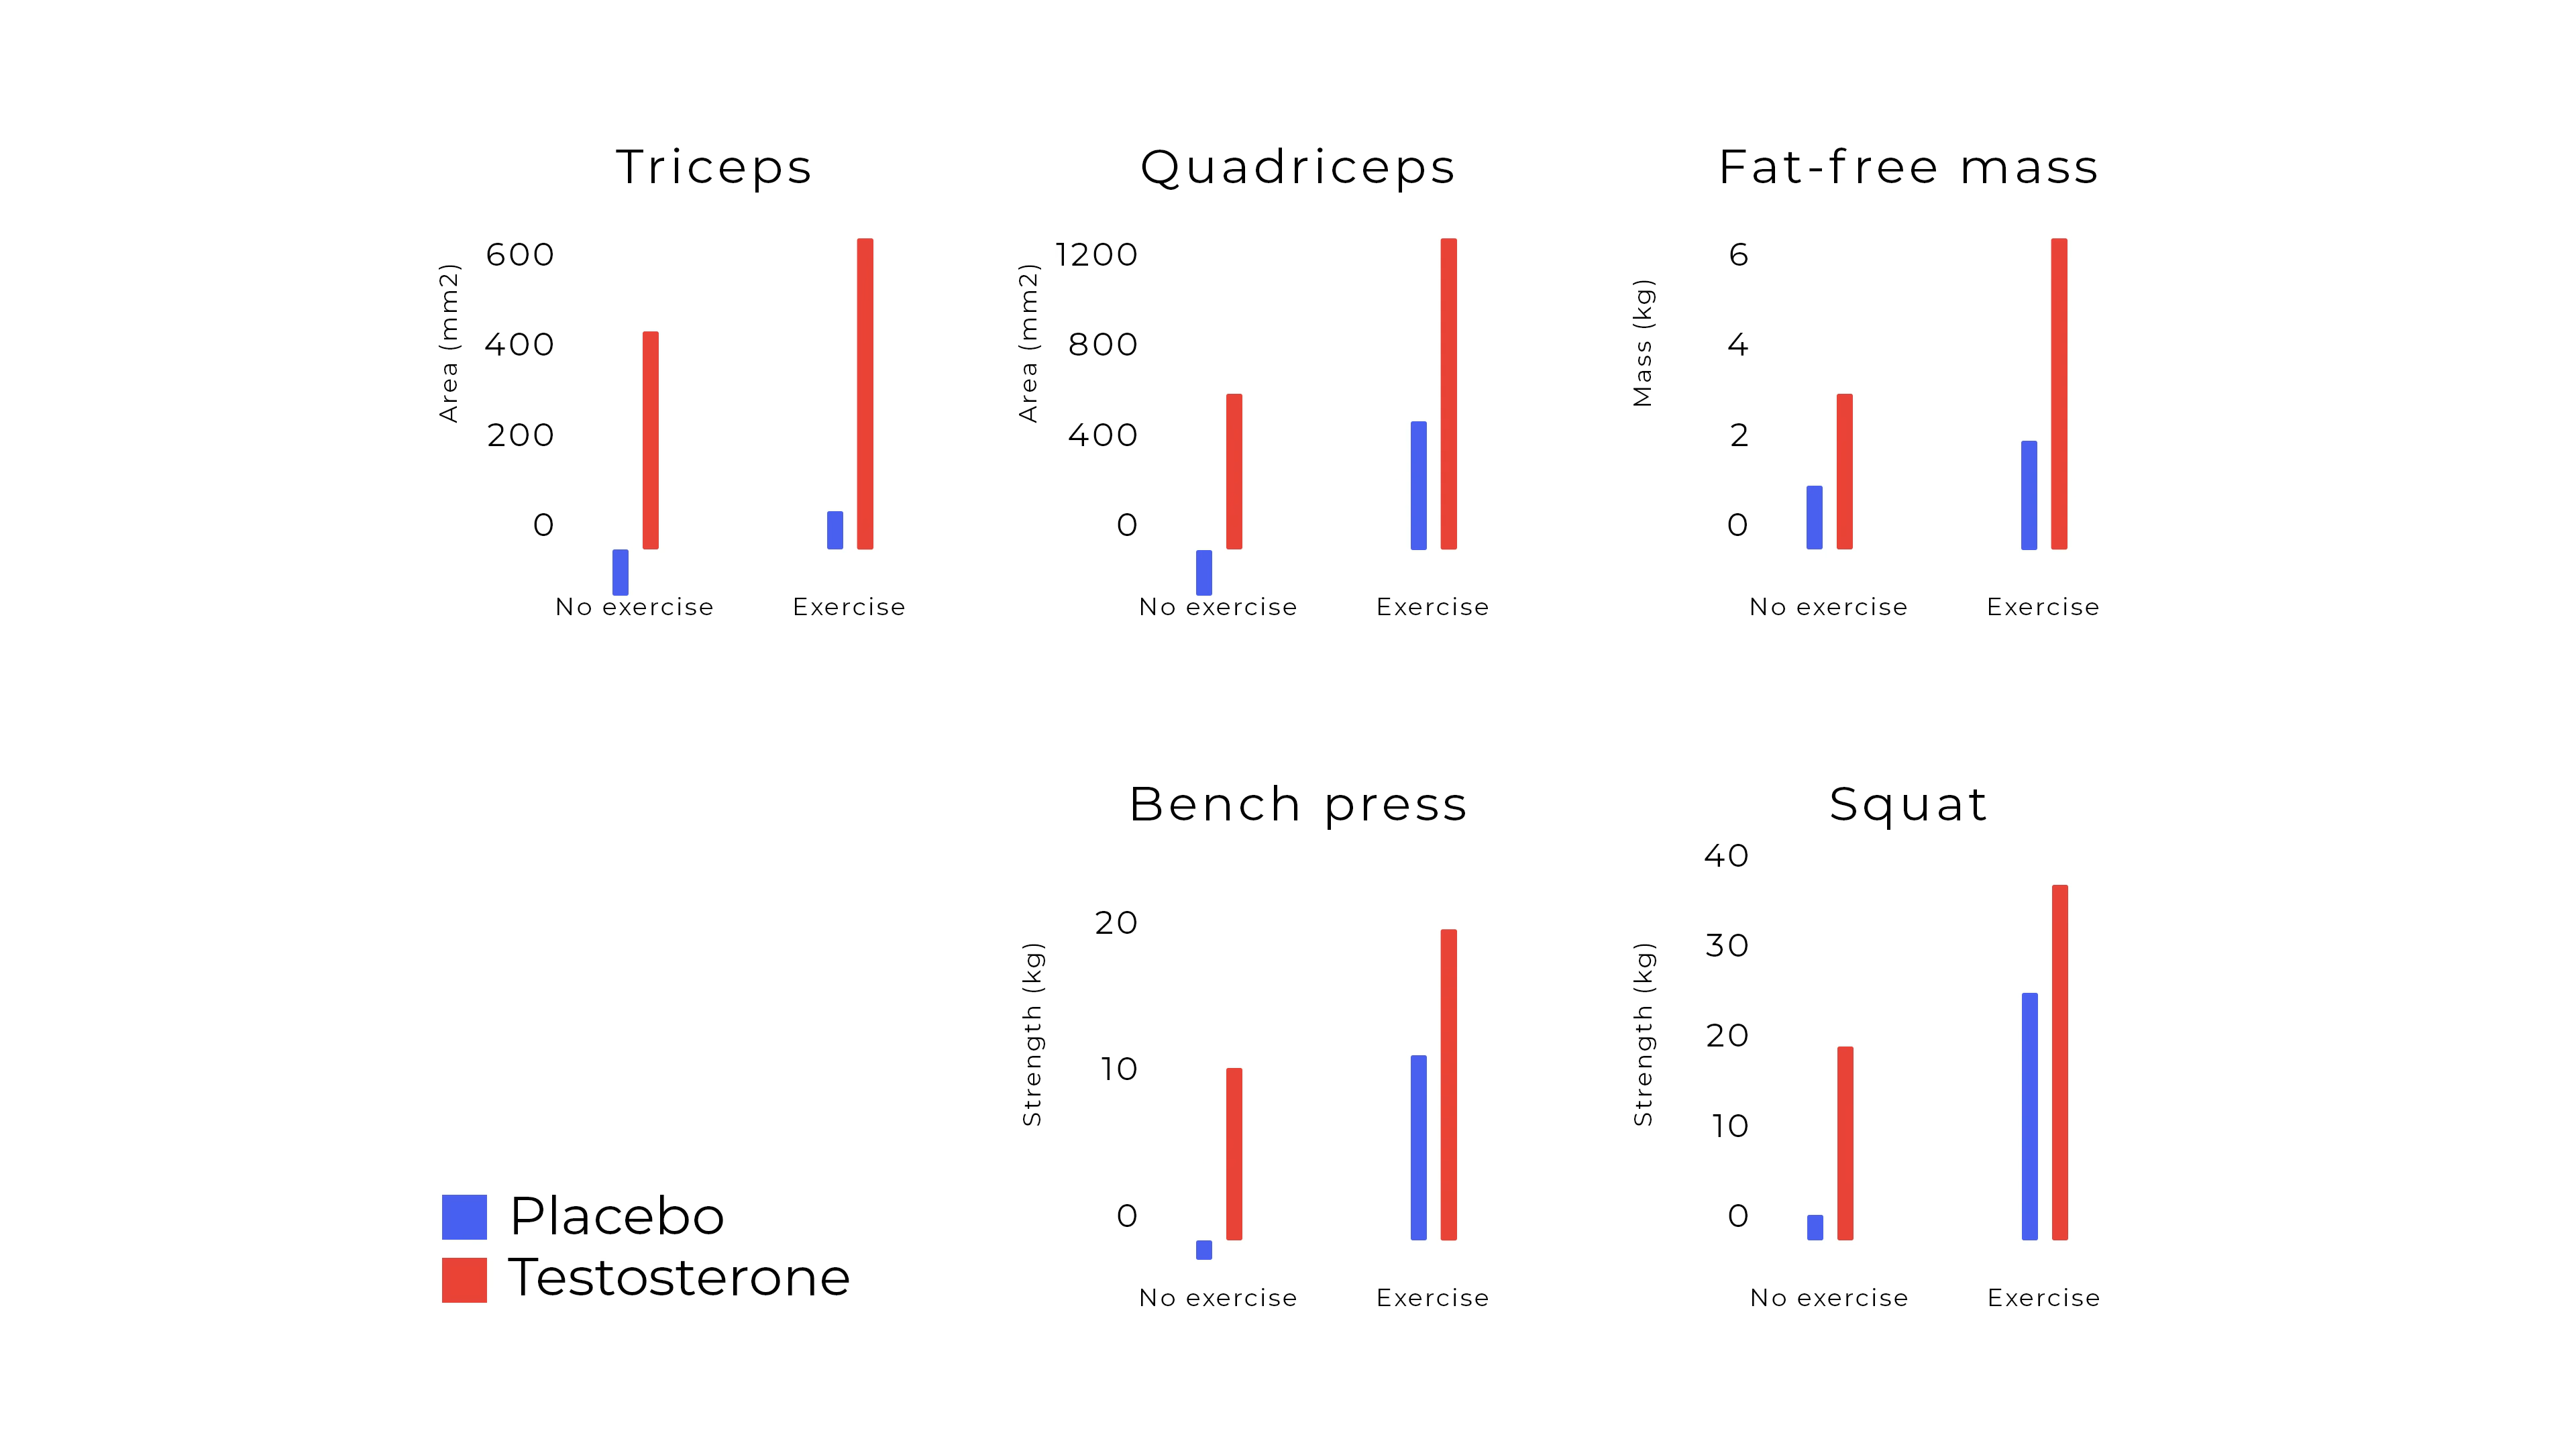 Triceps
Area (mm2)
600
400
200
0
No exercise
Exercise
Quadriceps
Area (mm2)
1200
800
400
0
No exercise
Exercise
Fat-free mass
Mass (kg)
6
4
2
0
No exercise
Exercise
Bench press
Strength (kg)
20
10
0
No exercise
Exercise
Squat
Strength (kg)
40
30
20
10
0
No exercise
Exercise
Placebo
Testosterone